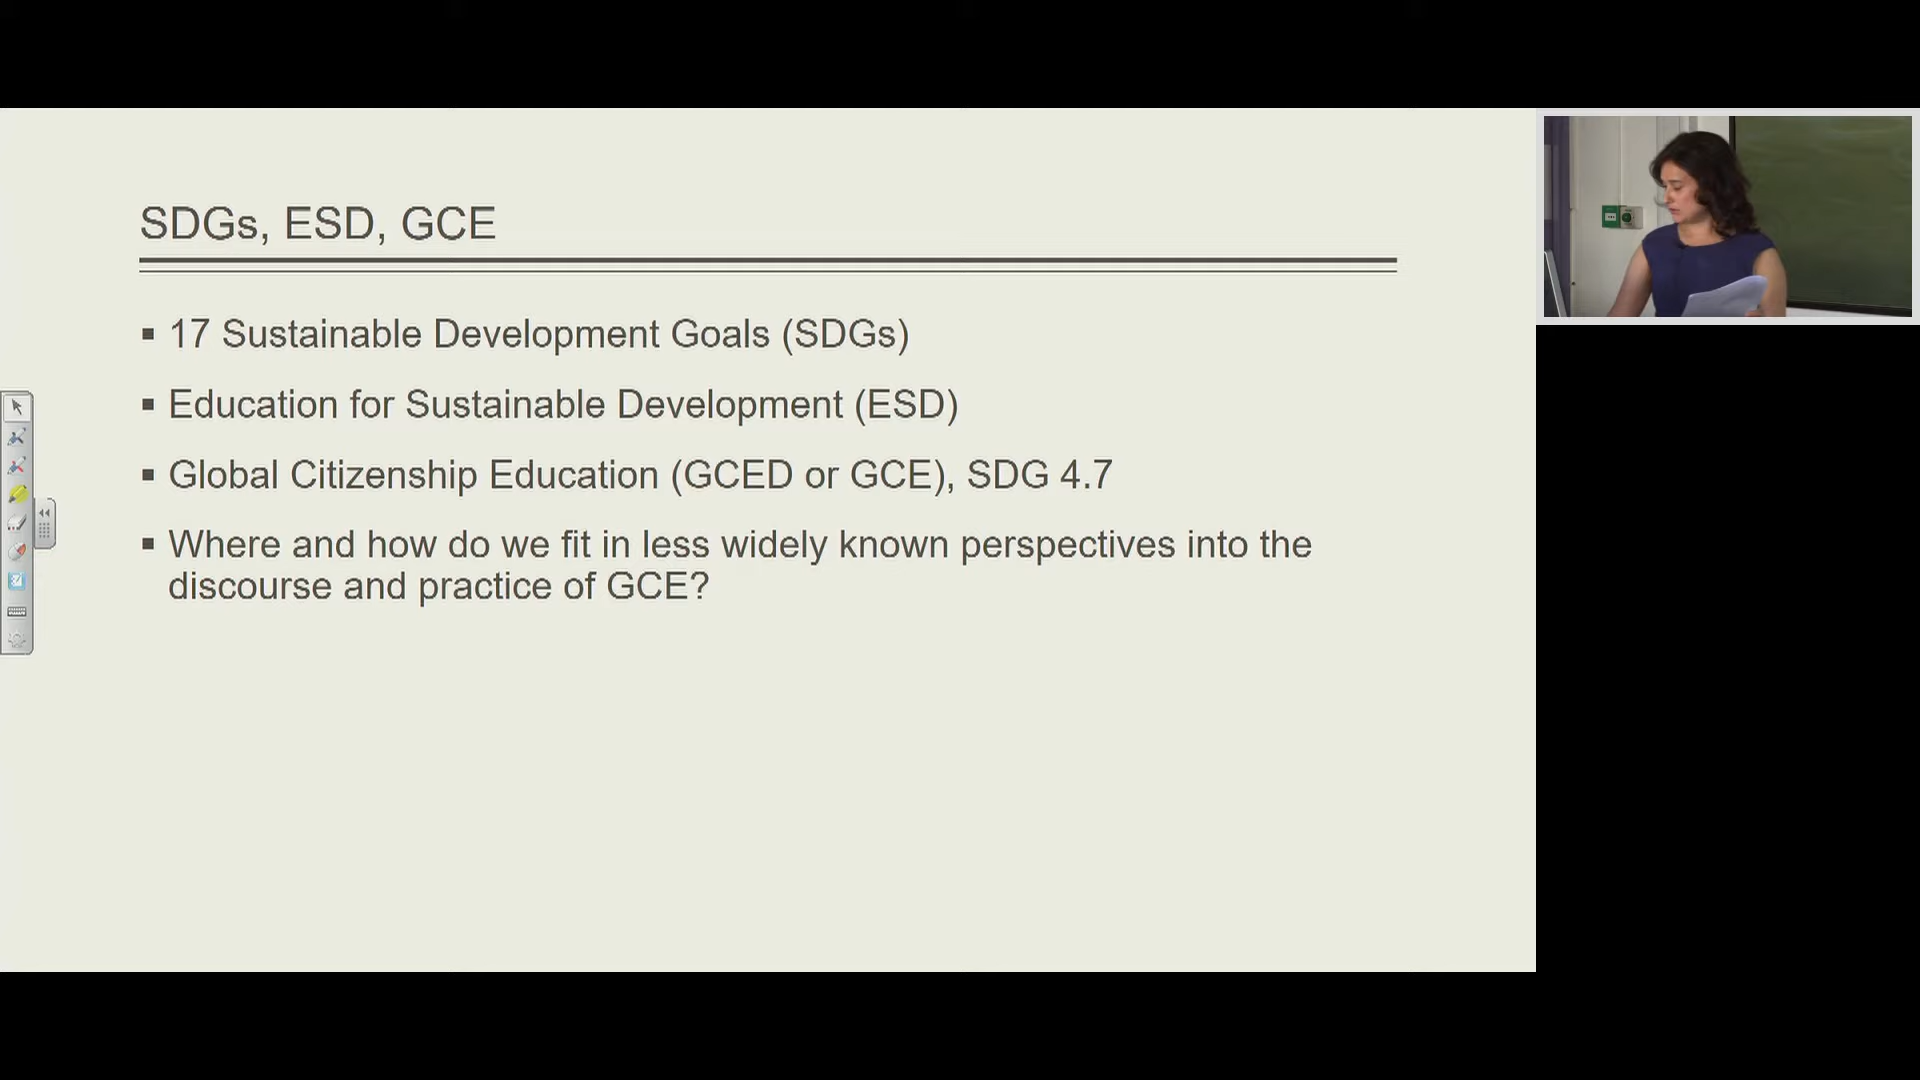 SDGs, ESD, GCE
▪ 17 Sustainable Development Goals (SDGs)
▪ Education for Sustainable Development (ESD)
▪ Global Citizenship Education (GCED or GCE), SDG 4.7
▪ Where and how do we fit in less widely known perspectives into the
discourse and practice of GCE?